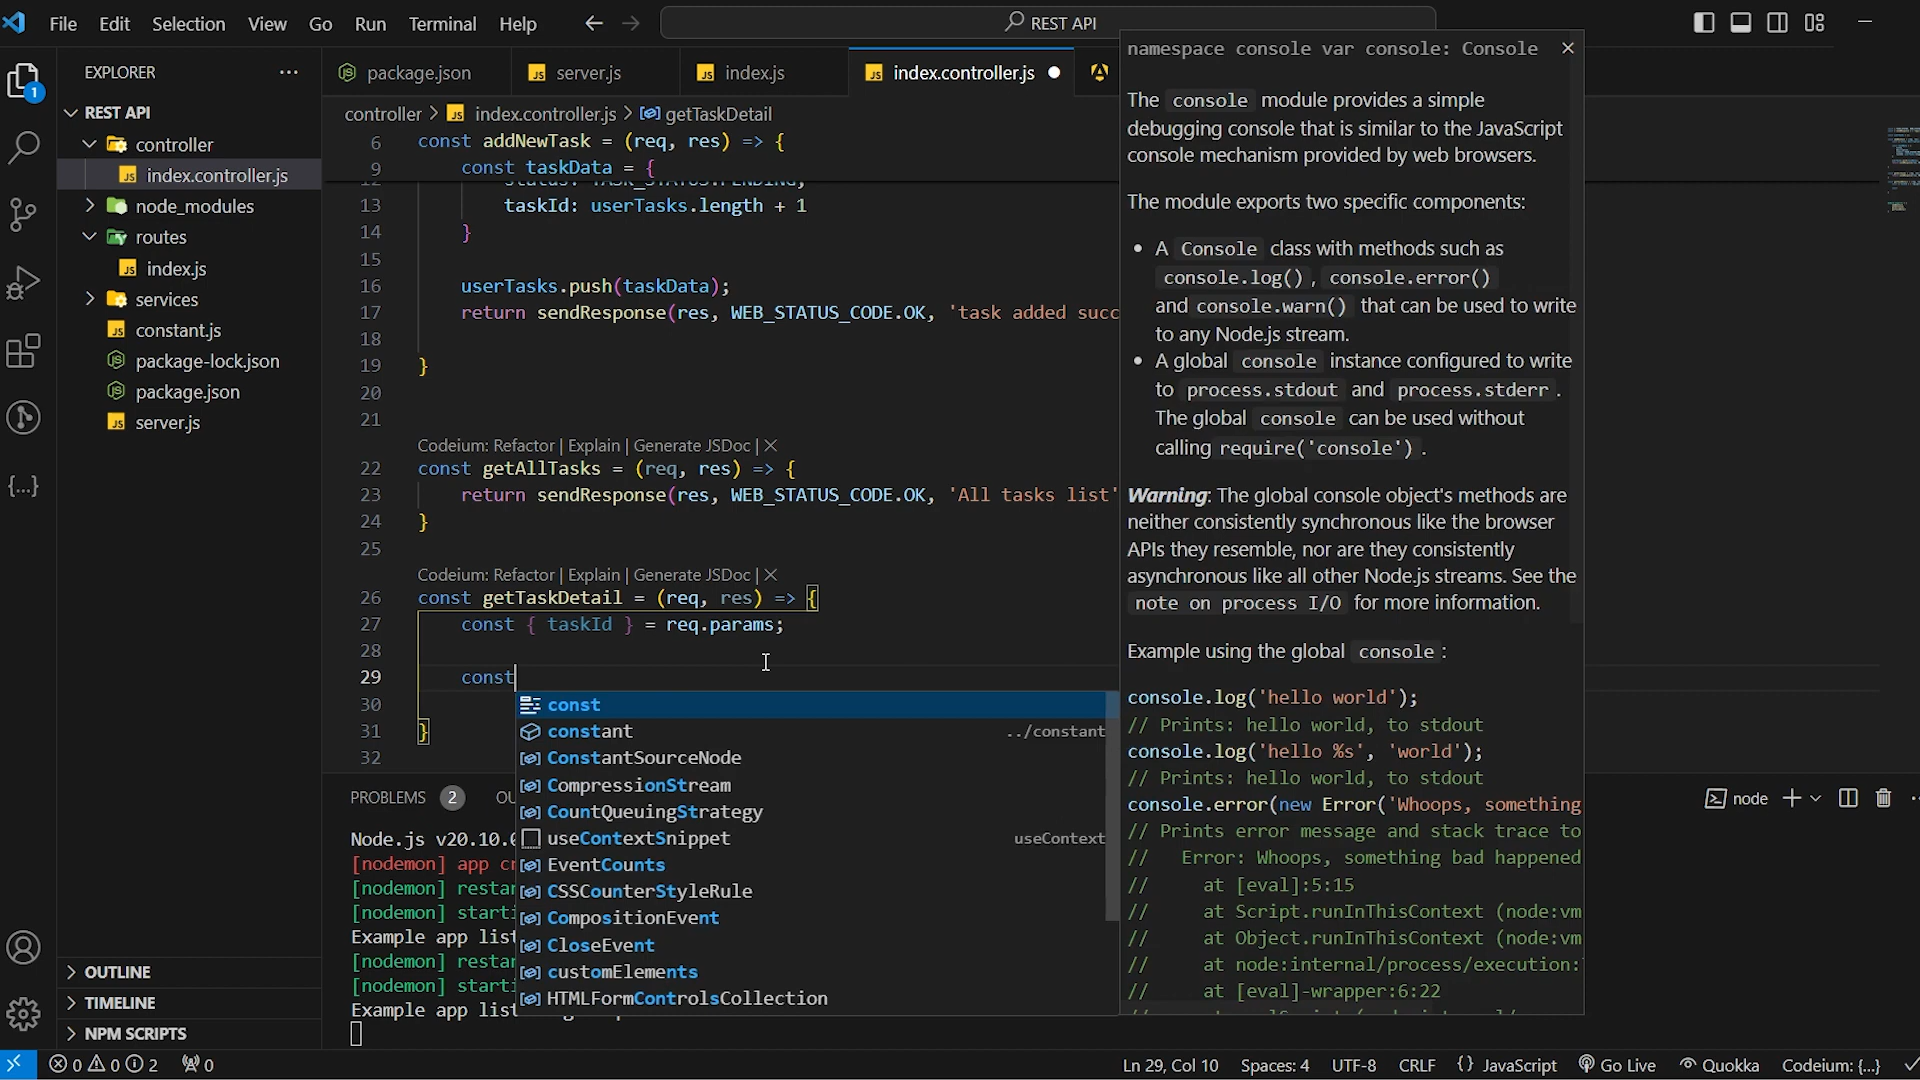 File Edit Selection View Go Run Terminal Help
REST API
EXPLORER
REST API
controller
index.controller.js
node_modules
routes
index.js
services
constant.js
package-lock.json
package.json
server.js
OUTLINE
TIMELINE
NPM SCRIPTS
1
package.json
server.js
index.js
index.controller.js
controller > index.controller.js > getTaskDetail
6 const addNewTask = (req, res) => {
9 const taskData = {
12 status: TASK_STATUS.PENDING,
13 taskId: userTasks.length + 1
14 }
15
16 userTasks.push(taskData);
17 return sendResponse(res, WEB_STATUS_CODE.OK, 'task added succ
18
19 }
20
21
Codeium: Refactor | Explain | Generate JSDoc | X
22 const getAllTasks = (req, res) => {
23 return sendResponse(res, WEB_STATUS_CODE.OK, 'All tasks list'
24 }
25
Codeium: Refactor | Explain | Generate JSDoc | X
26 const getTaskDetail = (req, res) => {
27 const { taskId } = req.params;
28
29 const
30
31 }
32
const
constant ../constant
ConstantSourceNode
CompressionStream
CountQueuingStrategy
useContextSnippet useContext
EventCounts
CSSCounterStyleRule
CompositionEvent
CloseEvent
customElements
HTMLFormControlsCollection
namespace console var console: Console
The console module provides a simple
debugging console that is similar to the JavaScript
console mechanism provided by web browsers.
The module exports two specific components:
• A Console class with methods such as
console.log(), console.error()
and console.warn() that can be used to write
to any Node.js stream.
• A global console instance configured to write
to process.stdout and process.stderr.
The global console can be used without
calling require('console').
Warning: The global console object's methods are
neither consistently synchronous like the browser
APIs they resemble, nor are they consistently
asynchronous like all other Node.js streams. See the
note on process I/O for more information.
Example using the global console:
console.log('hello world');
// Prints: hello world, to stdout
console.log('hello %s', 'world');
// Prints: hello world, to stdout
console.error(new Error('Whoops, something
// Prints error message and stack trace to
// Error: Whoops, something bad happened
// at [eval]:5:15
// at Script.runInThisContext (node:vm
// at Object.runInThisContext (node:vm
// at node:internal/process/execution:
// at [eval]-wrapper:6:22
PROBLEMS 2 OU
node
Node.js v20.10.0
[nodemon] app cr
[nodemon] restar
[nodemon] starti
Example app list
[nodemon] restar
[nodemon] starti
Example app list
0 0 2 0
Ln 29, Col 10 Spaces: 4 UTF-8 CRLF {} JavaScript Go Live Quokka Codeium: {...}